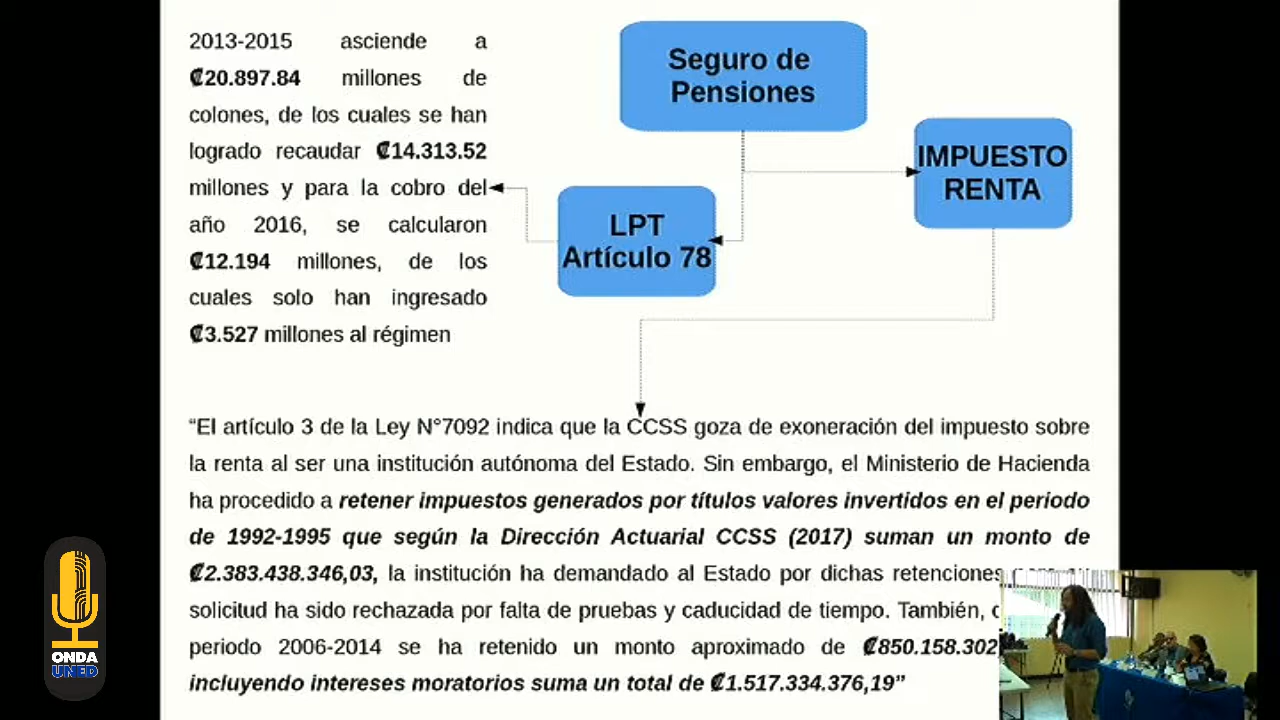 2013-2015 asciende a
₡20.897.84 millones de
colones, de los cuales se han
logrado recaudar ₡14.313.52
millones y para la cobro del
año 2016, se calcularon
₡12.194 millones, de los
cuales solo han ingresado
₡3.527 millones al régimen
Seguro de
Pensiones
IMPUESTO
RENTA
LPT
Artículo 78
“El artículo 3 de la Ley N°7092 indica que la CCSS goza de exoneración del impuesto sobre
la renta al ser una institución autónoma del Estado. Sin embargo, el Ministerio de Hacienda
ha procedido a retener impuestos generados por títulos valores invertidos en el periodo
de 1992-1995 que según la Dirección Actuarial CCSS (2017) suman un monto de
₡2.383.438.346,03, la institución ha demandado al Estado por dichas retenciones
solicitud ha sido rechazada por falta de pruebas y caducidad de tiempo. También,
periodo 2006-2014 se ha retenido un monto aproximado de ₡850.158.302
incluyendo intereses moratorios suma un total de ₡1.517.334.376,19”
ONDA
UNED